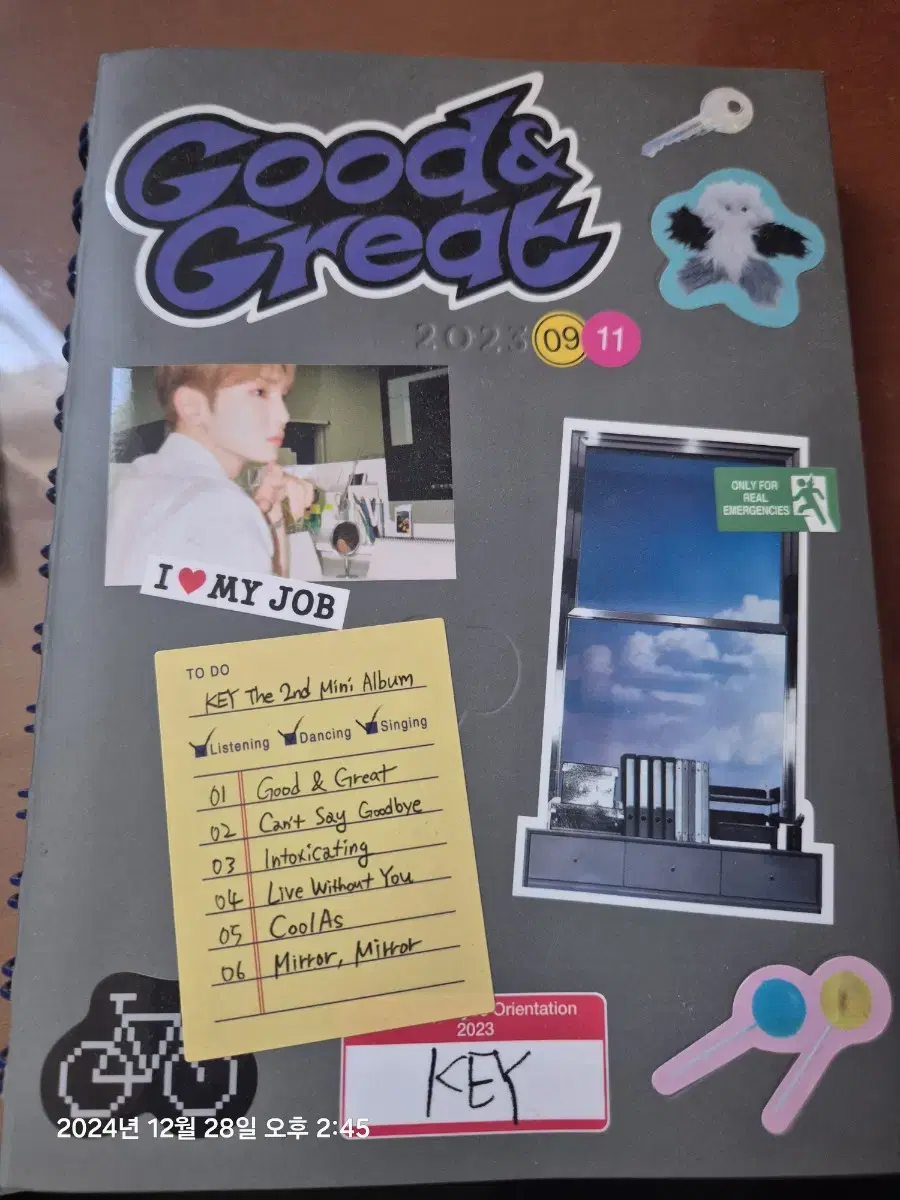 Good &
Great
2023 09 11
ONLY FOR
REAL
EMERGENCIES
I ❤ MY JOB
TO DO
KEY The 2nd Mini Album
Listening Dancing Singing
01 Good & Great
02 Can't Say Goodbye
03 Intoxicating
04 Live Without You
05 CoolAs
06 Mirror, Mirror
Orientation
2023
KEY
2024년 12월 28일 오후 2:45